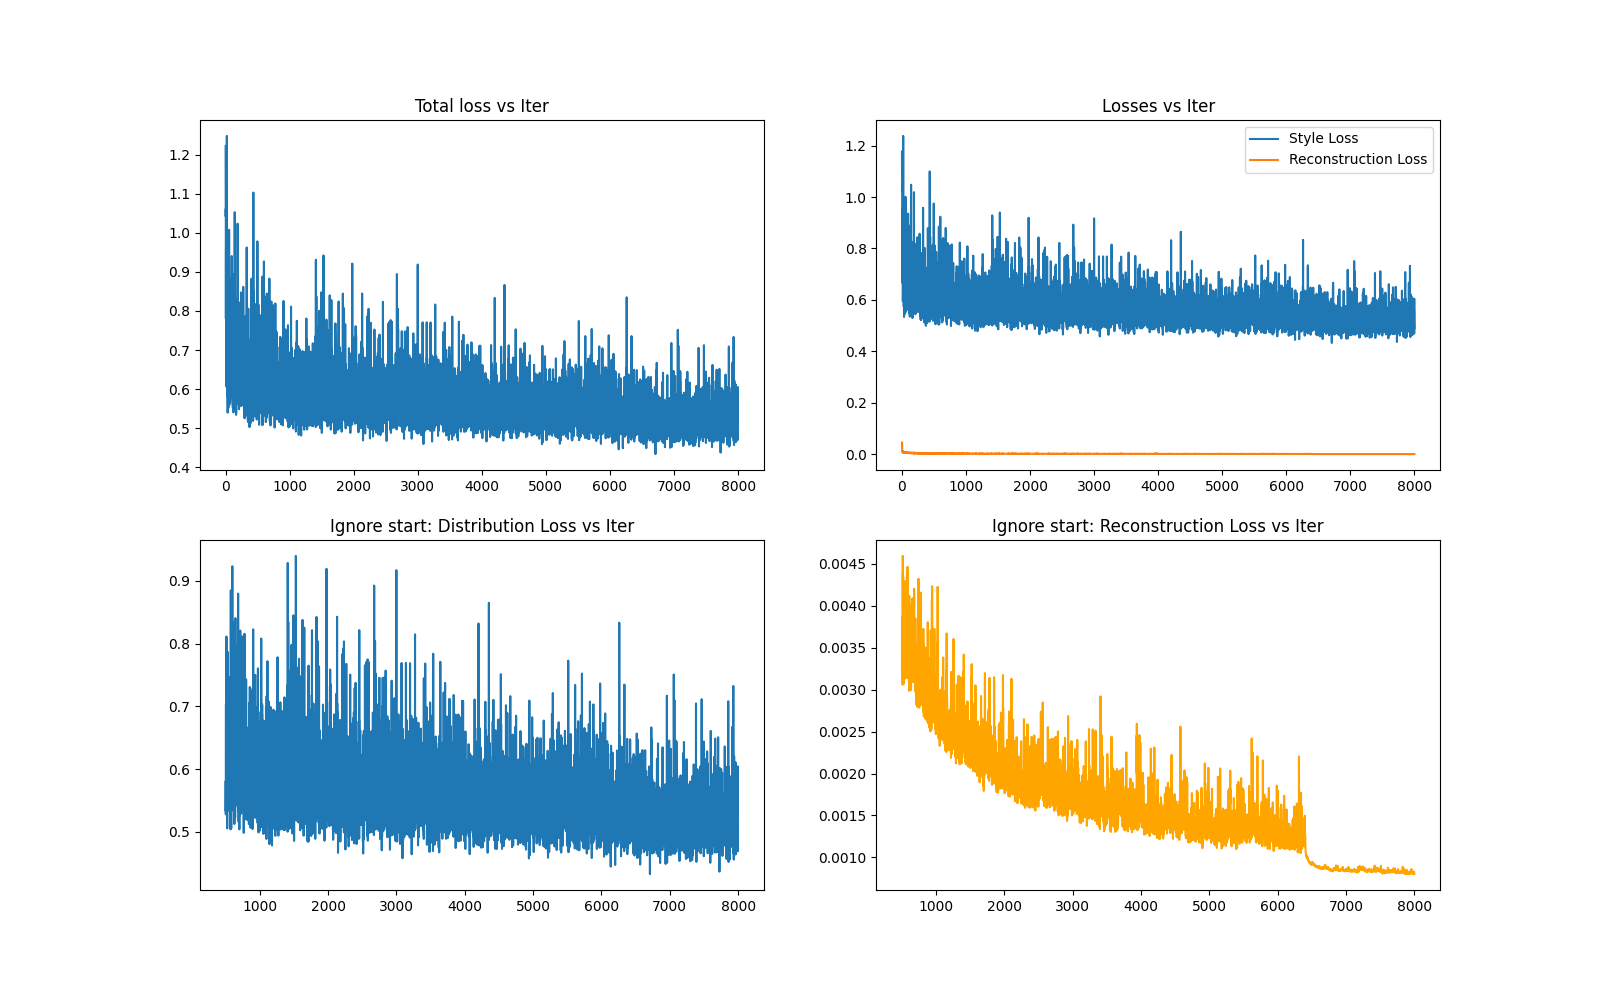 Total loss vs Iter
1.2
1.1
1.0
0.9
0.8
0.7
0.6
0.5
0.4
0 1000 2000 3000 4000 5000 6000 7000 8000
Losses vs Iter
Style Loss
Reconstruction Loss
1.2
1.0
0.8
0.6
0.4
0.2
0.0
0 1000 2000 3000 4000 5000 6000 7000 8000
Ignore start: Distribution Loss vs Iter
0.9
0.8
0.7
0.6
0.5
1000 2000 3000 4000 5000 6000 7000 8000
Ignore start: Reconstruction Loss vs Iter
0.0045
0.0040
0.0035
0.0030
0.0025
0.0020
0.0015
0.0010
1000 2000 3000 4000 5000 6000 7000 8000